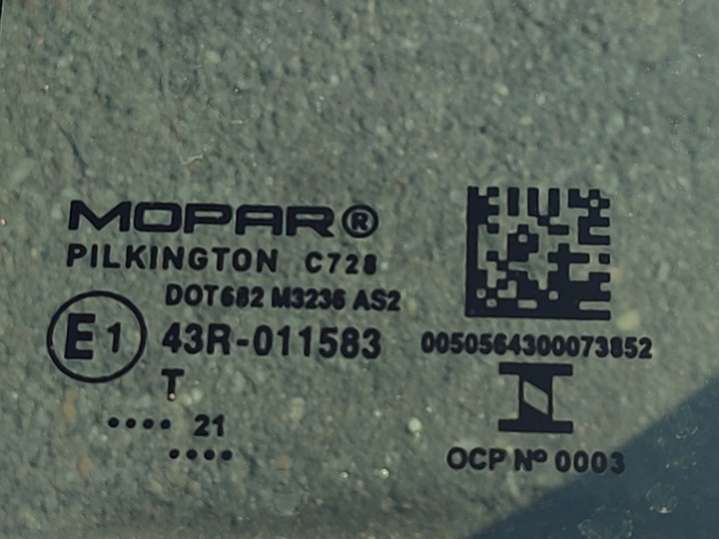 MOPAR®
PILKINGTON C728
DOT682 M3236 AS2
E1 43R-011583
T
.... 21
....
0050564300073852
OCP Nº 0003